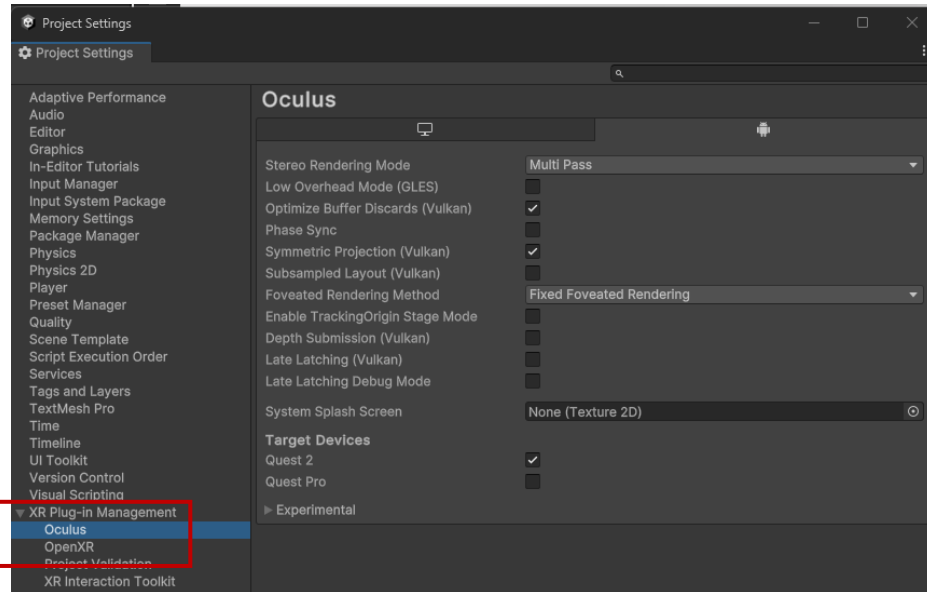 Project Settings
Project Settings
Adaptive Performance
Audio
Editor
Graphics
In-Editor Tutorials
Input Manager
Input System Package
Memory Settings
Package Manager
Physics
Physics 2D
Player
Preset Manager
Quality
Scene Template
Script Execution Order
Services
Tags and Layers
TextMesh Pro
Time
Timeline
UI Toolkit
Version Control
Visual Scripting
XR Plug-in Management
Oculus
OpenXR
Project Validation
XR Interaction Toolkit
Oculus
Stereo Rendering Mode Multi Pass
Low Overhead Mode (GLES)
Optimize Buffer Discards (Vulkan)
Phase Sync
Symmetric Projection (Vulkan)
Subsampled Layout (Vulkan)
Foveated Rendering Method Fixed Foveated Rendering
Enable TrackingOrigin Stage Mode
Depth Submission (Vulkan)
Late Latching (Vulkan)
Late Latching Debug Mode
System Splash Screen None (Texture 2D)
Target Devices
Quest 2
Quest Pro
Experimental